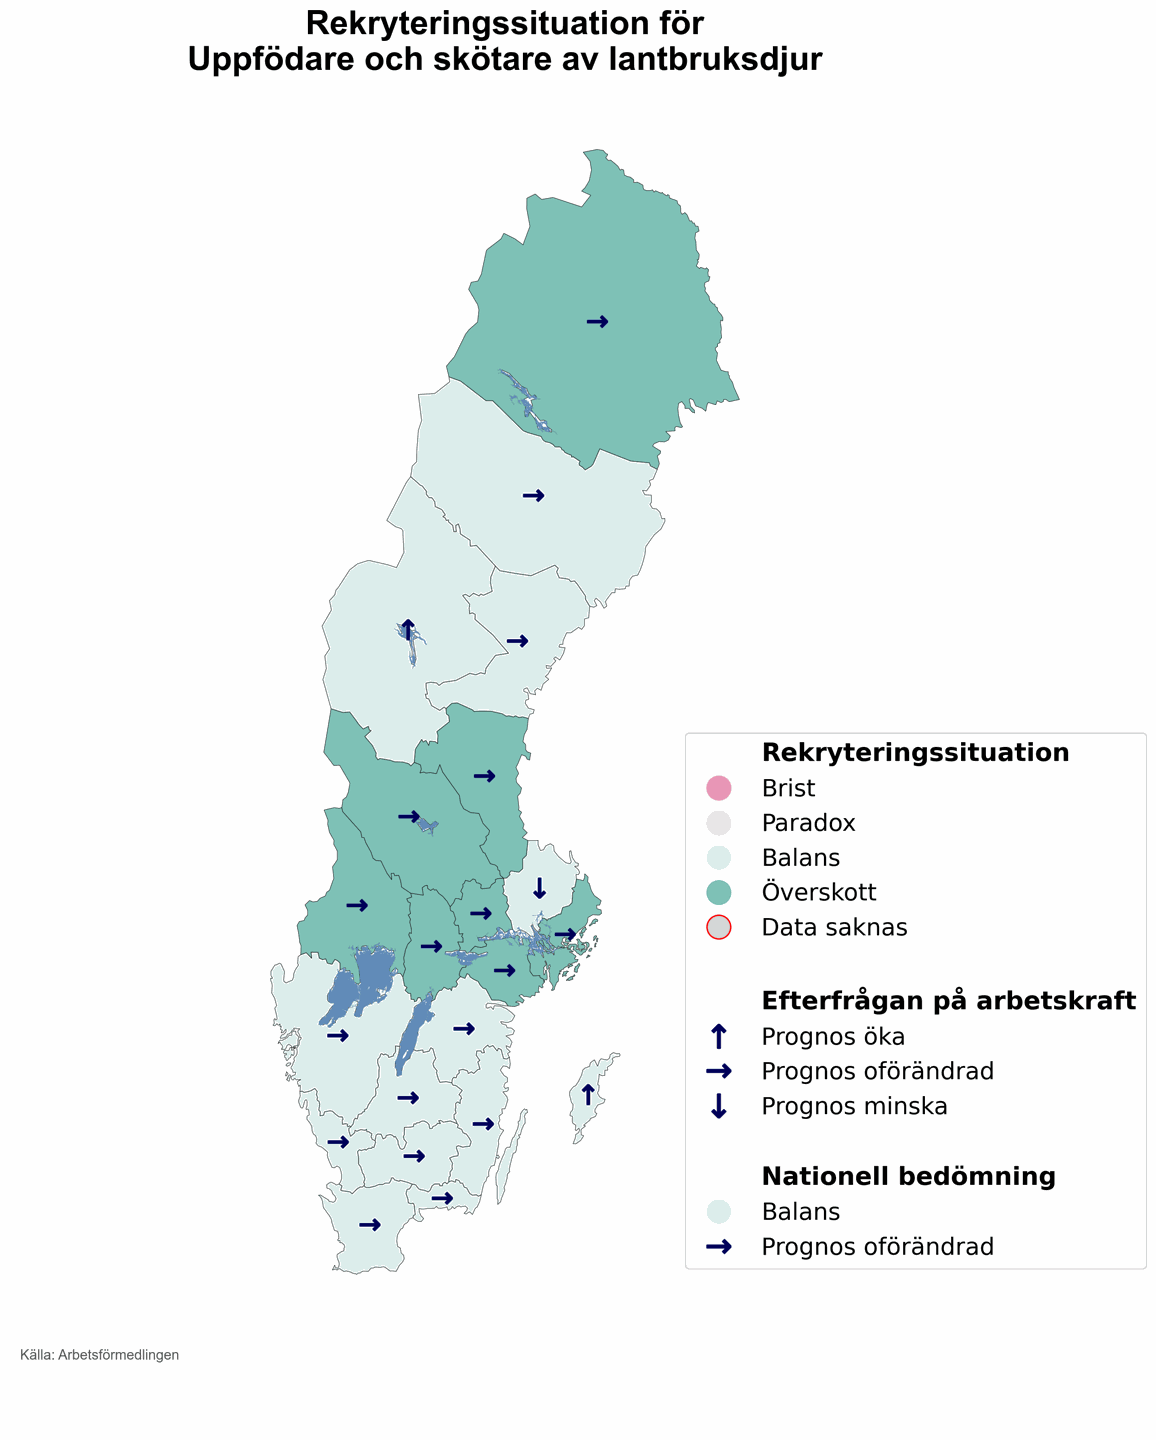 Rekryteringssituation för
Uppfödare och skötare av lantbruksdjur
Rekryteringssituation
Brist
Paradox
Balans
Överskott
Data saknas
Efterfrågan på arbetskraft
Prognos öka
Prognos oförändrad
Prognos minska
Nationell bedömning
Balans
Prognos oförändrad
Källa: Arbetsförmedlingen